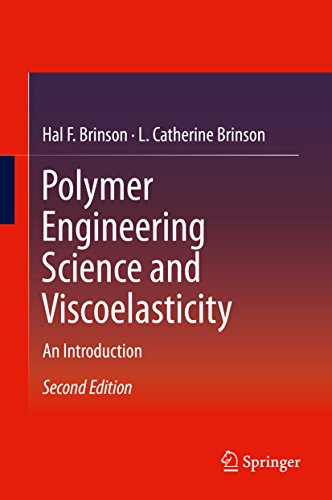 Hal F. Brinson · L. Catherine Brinson
Polymer
Engineering
Science and
Viscoelasticity
An Introduction
Second Edition
Springer